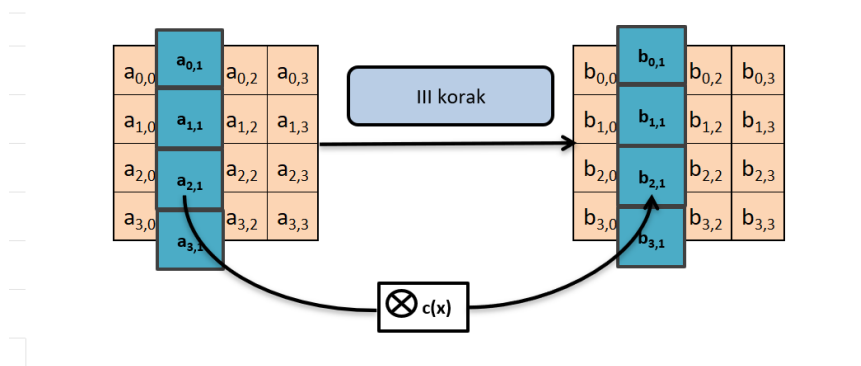 a0,0 a0,1 a0,2 a0,3
a1,0 a1,1 a1,2 a1,3
a2,0 a2,1 a2,2 a2,3
a3,0 a3,1 a3,2 a3,3
III korak
b0,0 b0,1 b0,2 b0,3
b1,0 b1,1 b1,2 b1,3
b2,0 b2,1 b2,2 b2,3
b3,0 b3,1 b3,2 b3,3
⊗ c(x)